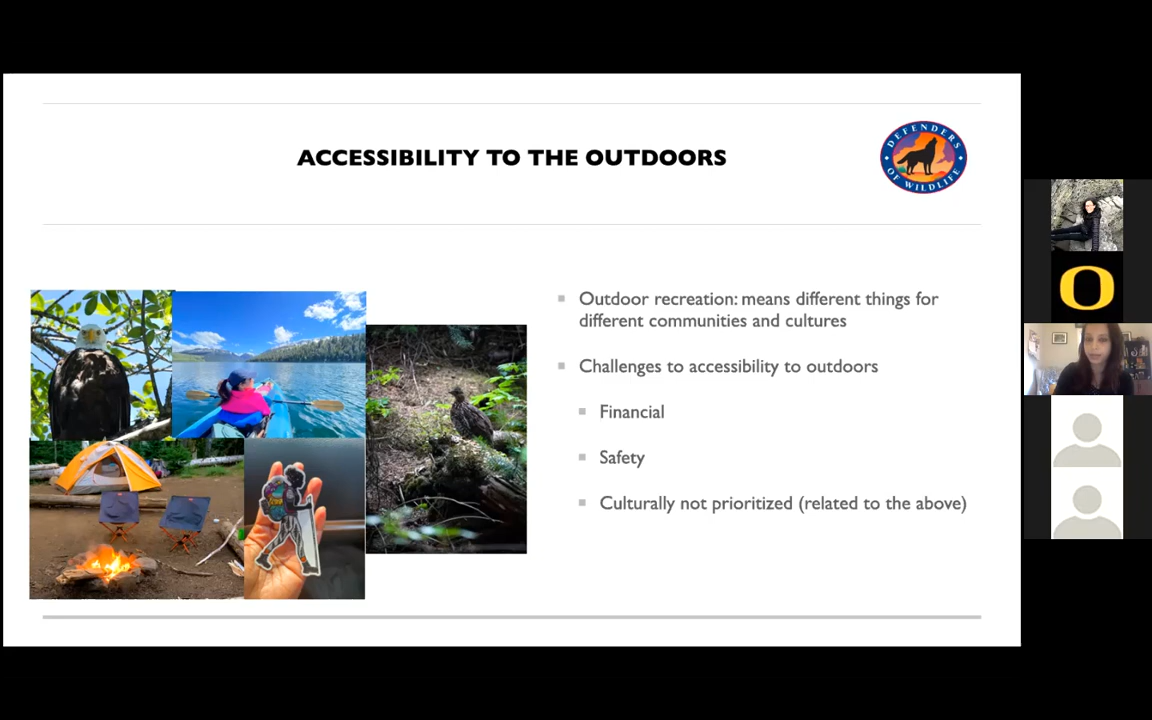 ACCESSIBILITY TO THE OUTDOORS
DEFENDERS
OF WILDLIFE
Outdoor recreation: means different things for
different communities and cultures
Challenges to accessibility to outdoors
Financial
Safety
Culturally not prioritized (related to the above)
O